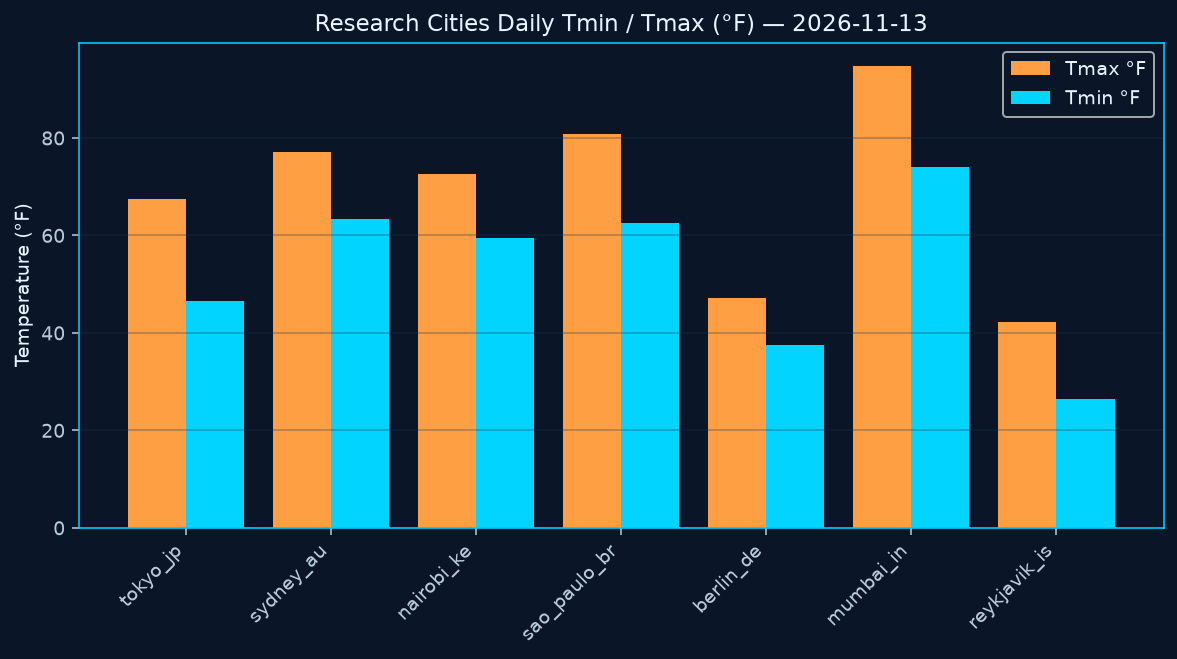 Research Cities Daily Tmin / Tmax (°F) — 2026-11-13
Tmax °F
Tmin °F
Temperature (°F)
80
60
40
20
0
tokyo_jp
sydney_au
nairobi_ke
sao_paulo_br
berlin_de
mumbai_in
reykjavik_is